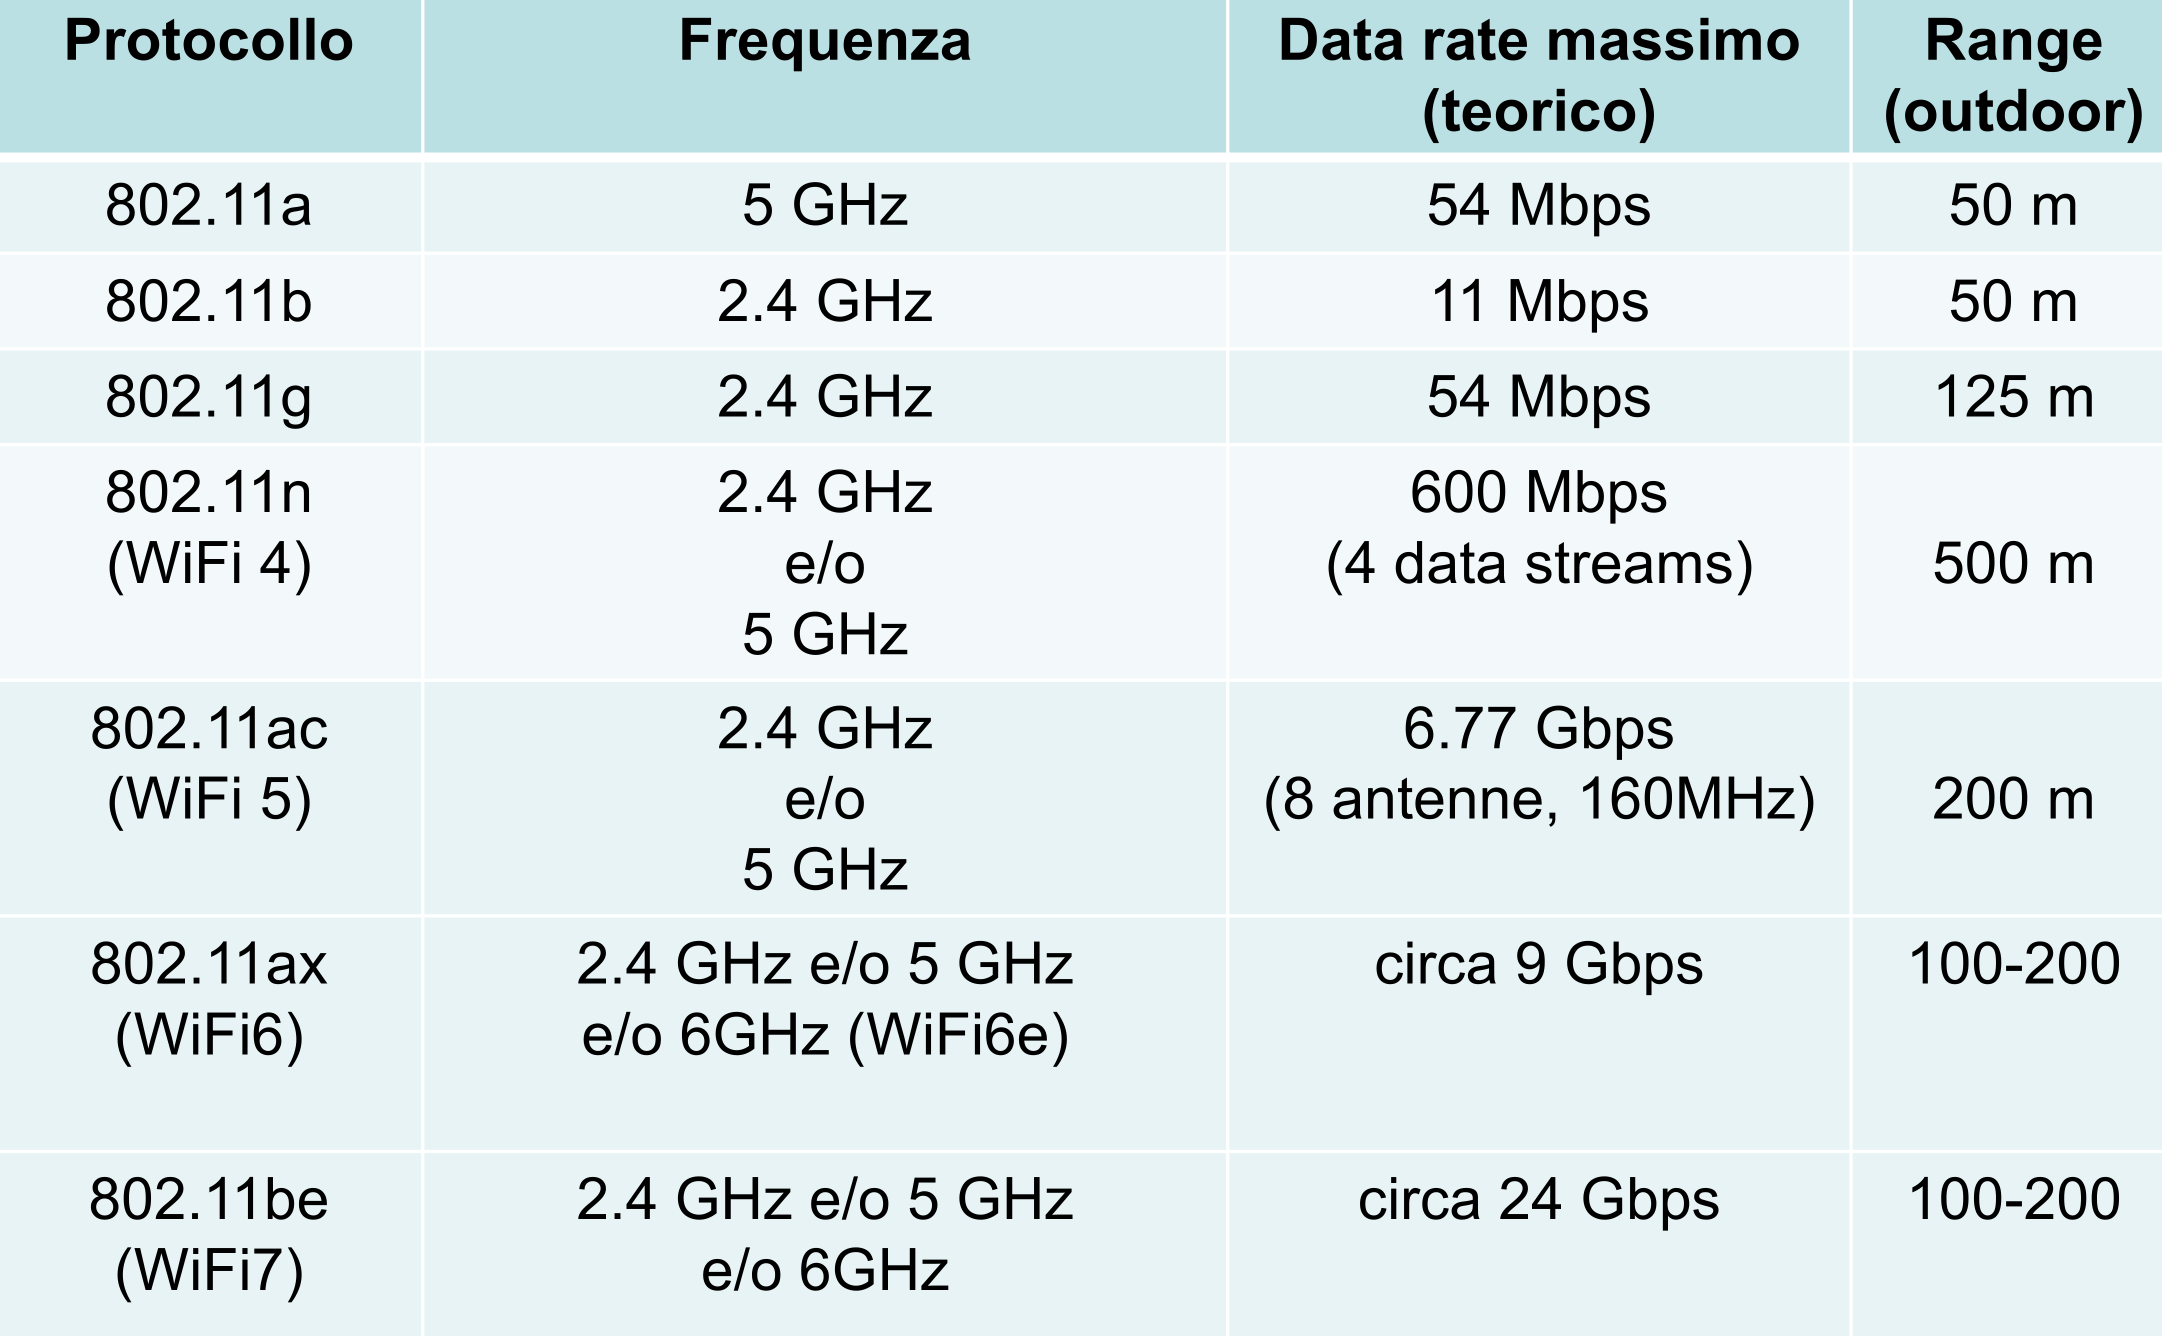 Protocollo Frequenza Data rate massimo (teorico) Range (outdoor)
802.11a 5 GHz 54 Mbps 50 m
802.11b 2.4 GHz 11 Mbps 50 m
802.11g 2.4 GHz 54 Mbps 125 m
802.11n 2.4 GHz 600 Mbps
(WiFi 4) e/o (4 data streams) 500 m
5 GHz
802.11ac 2.4 GHz 6.77 Gbps
(WiFi 5) e/o (8 antenne, 160MHz) 200 m
5 GHz
802.11ax 2.4 GHz e/o 5 GHz circa 9 Gbps 100-200
(WiFi6) e/o 6GHz (WiFi6e)
802.11be 2.4 GHz e/o 5 GHz circa 24 Gbps 100-200
(WiFi7) e/o 6GHz